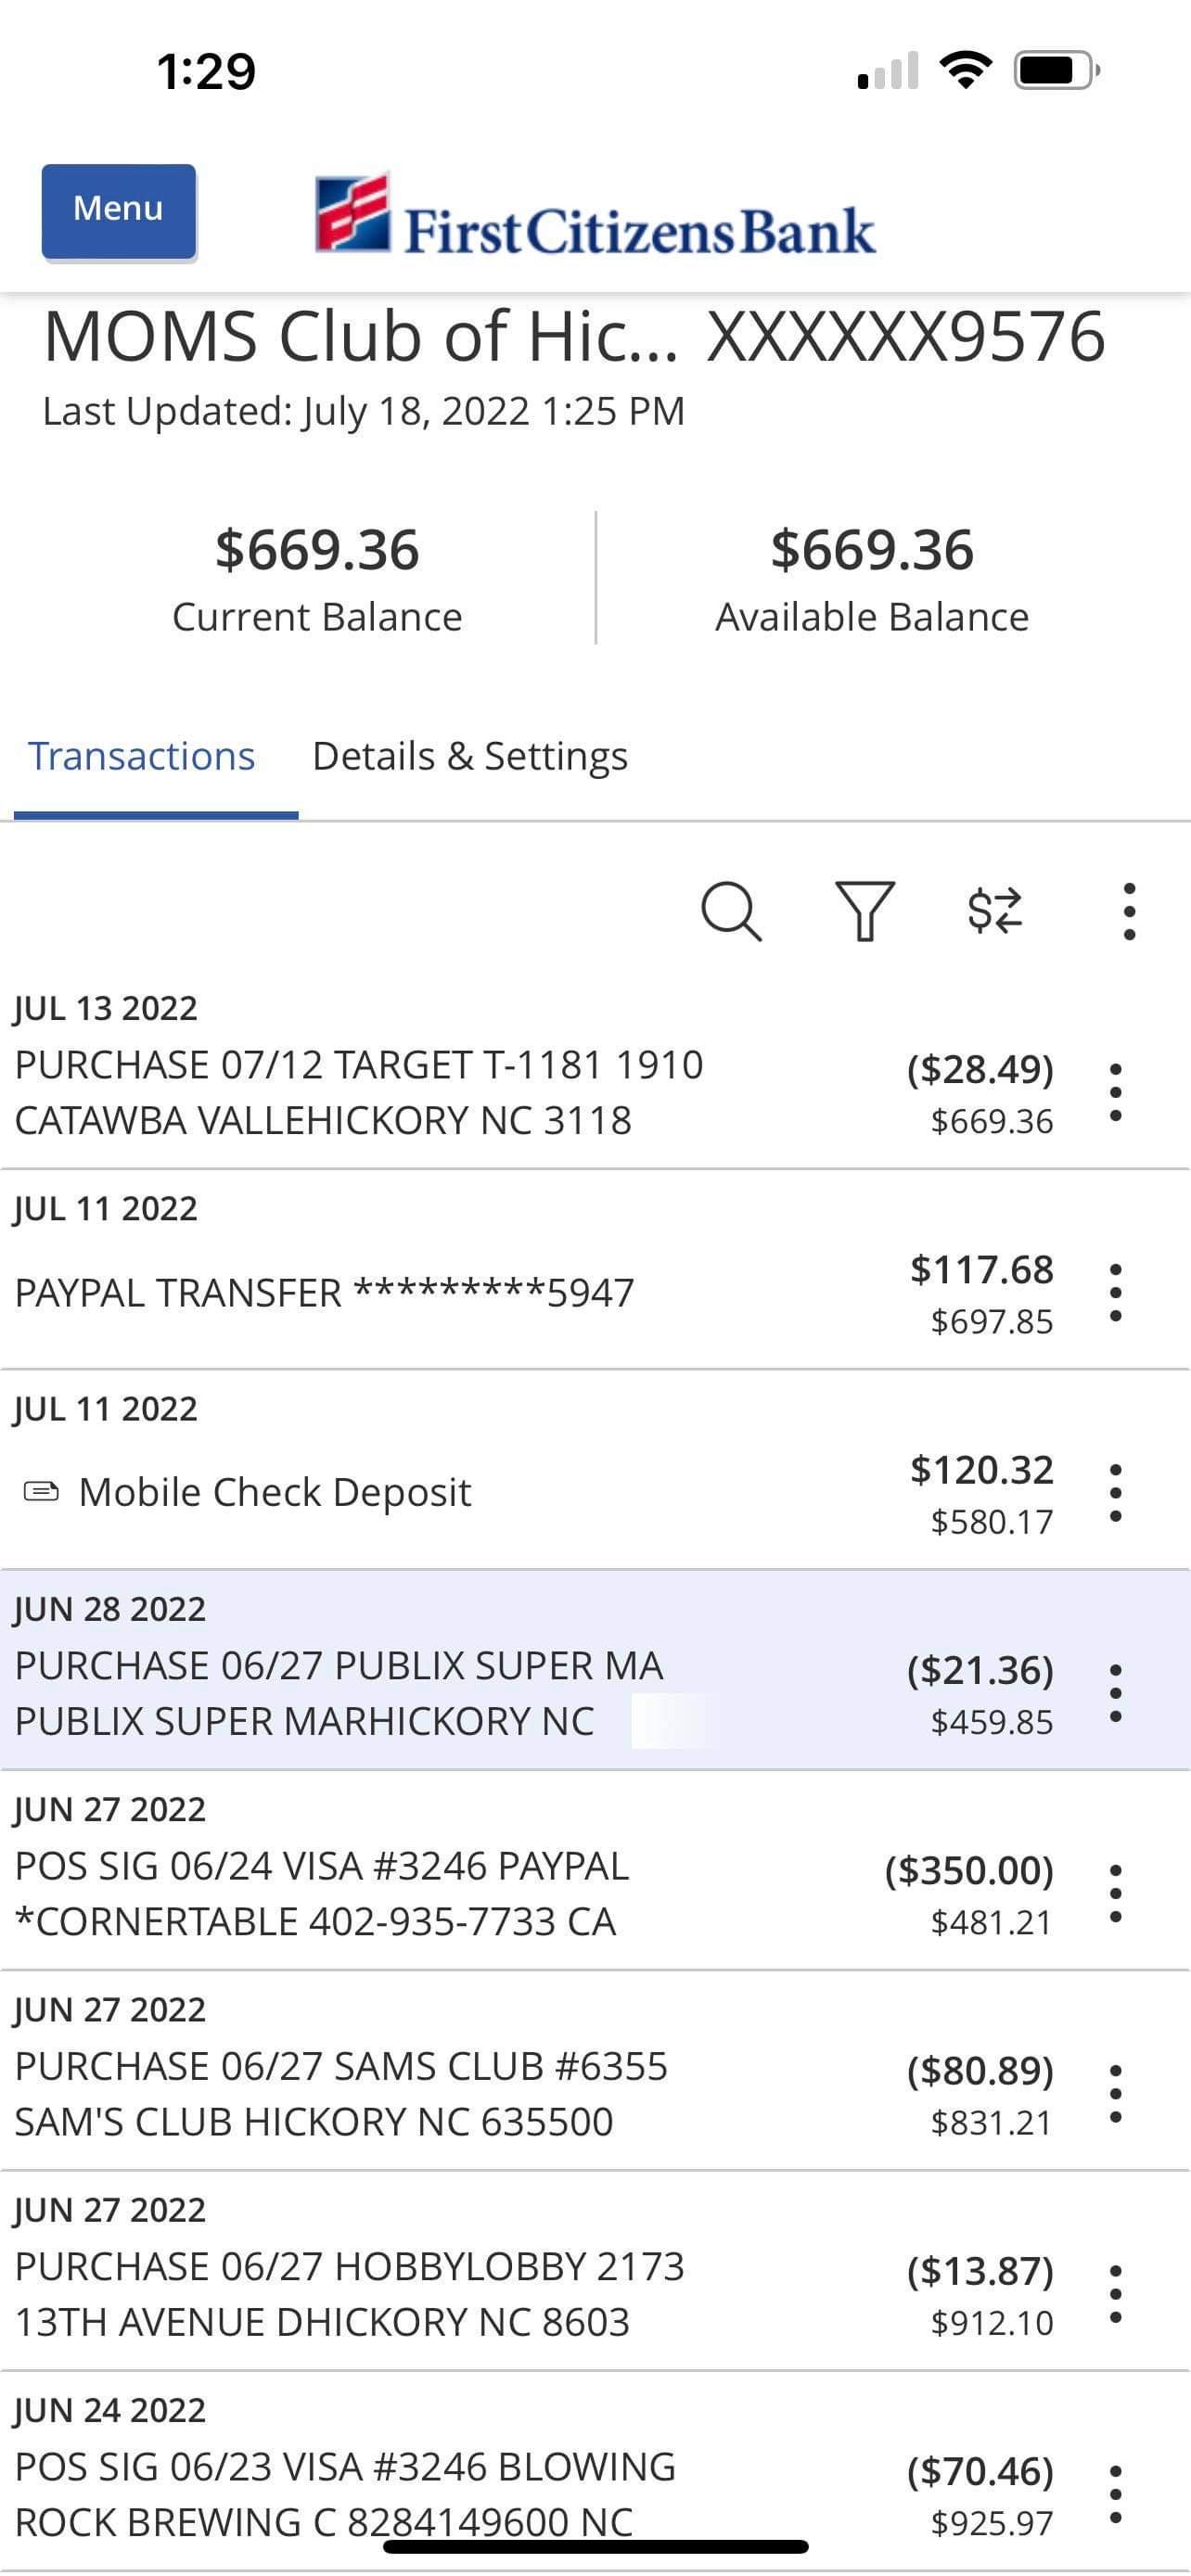 1:29
Menu
First Citizens Bank
MOMS Club of Hic... XXXXXX9576
Last Updated: July 18, 2022 1:25 PM
$669.36 $669.36
Current Balance Available Balance
Transactions Details & Settings
JUL 13 2022
PURCHASE 07/12 TARGET T-1181 1910 ($28.49)
CATAWBA VALLEHICKORY NC 3118 $669.36
JUL 11 2022
PAYPAL TRANSFER *********5947 $117.68
$697.85
JUL 11 2022
Mobile Check Deposit $120.32
$580.17
JUN 28 2022
PURCHASE 06/27 PUBLIX SUPER MA ($21.36)
PUBLIX SUPER MARHICKORY NC $459.85
JUN 27 2022
POS SIG 06/24 VISA #3246 PAYPAL ($350.00)
*CORNERTABLE 402-935-7733 CA $481.21
JUN 27 2022
PURCHASE 06/27 SAMS CLUB #6355 ($80.89)
SAM'S CLUB HICKORY NC 635500 $831.21
JUN 27 2022
PURCHASE 06/27 HOBBYLOBBY 2173 ($13.87)
13TH AVENUE DHICKORY NC 8603 $912.10
JUN 24 2022
POS SIG 06/23 VISA #3246 BLOWING ($70.46)
ROCK BREWING C 8284149600 NC $925.97